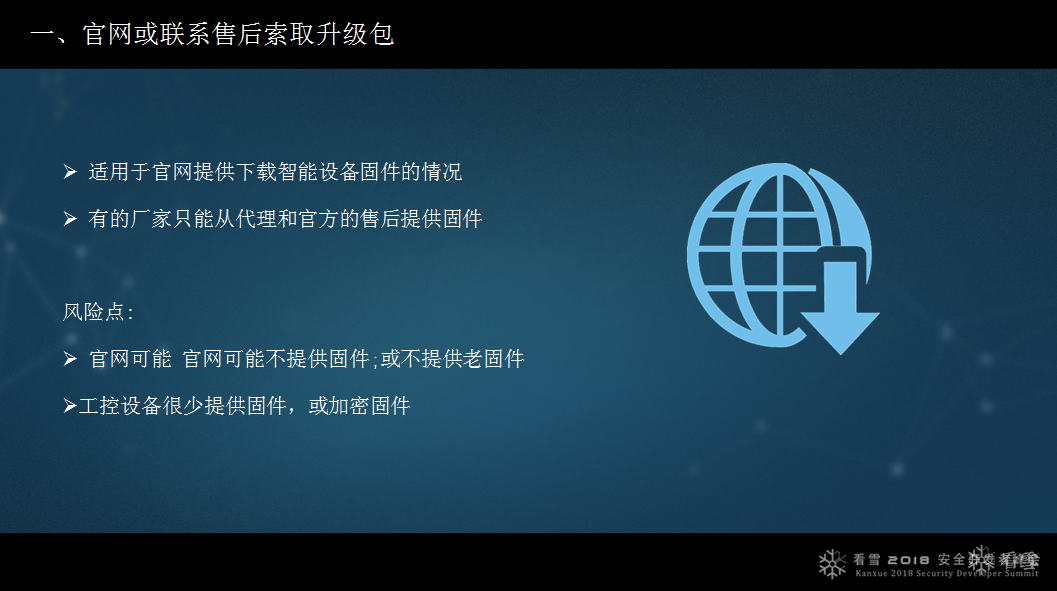 一、官网或联系售后索取升级包
➢ 适用于官网提供下载智能设备固件的情况
➢ 有的厂家只能从代理和官方的售后提供固件
风险点:
➢ 官网可能 官网可能不提供固件;或不提供老固件
➢工控设备很少提供固件，或加密固件
看雪 2018 安全开发者峰会
Kanxue 2018 Security Developer Summit
看雪